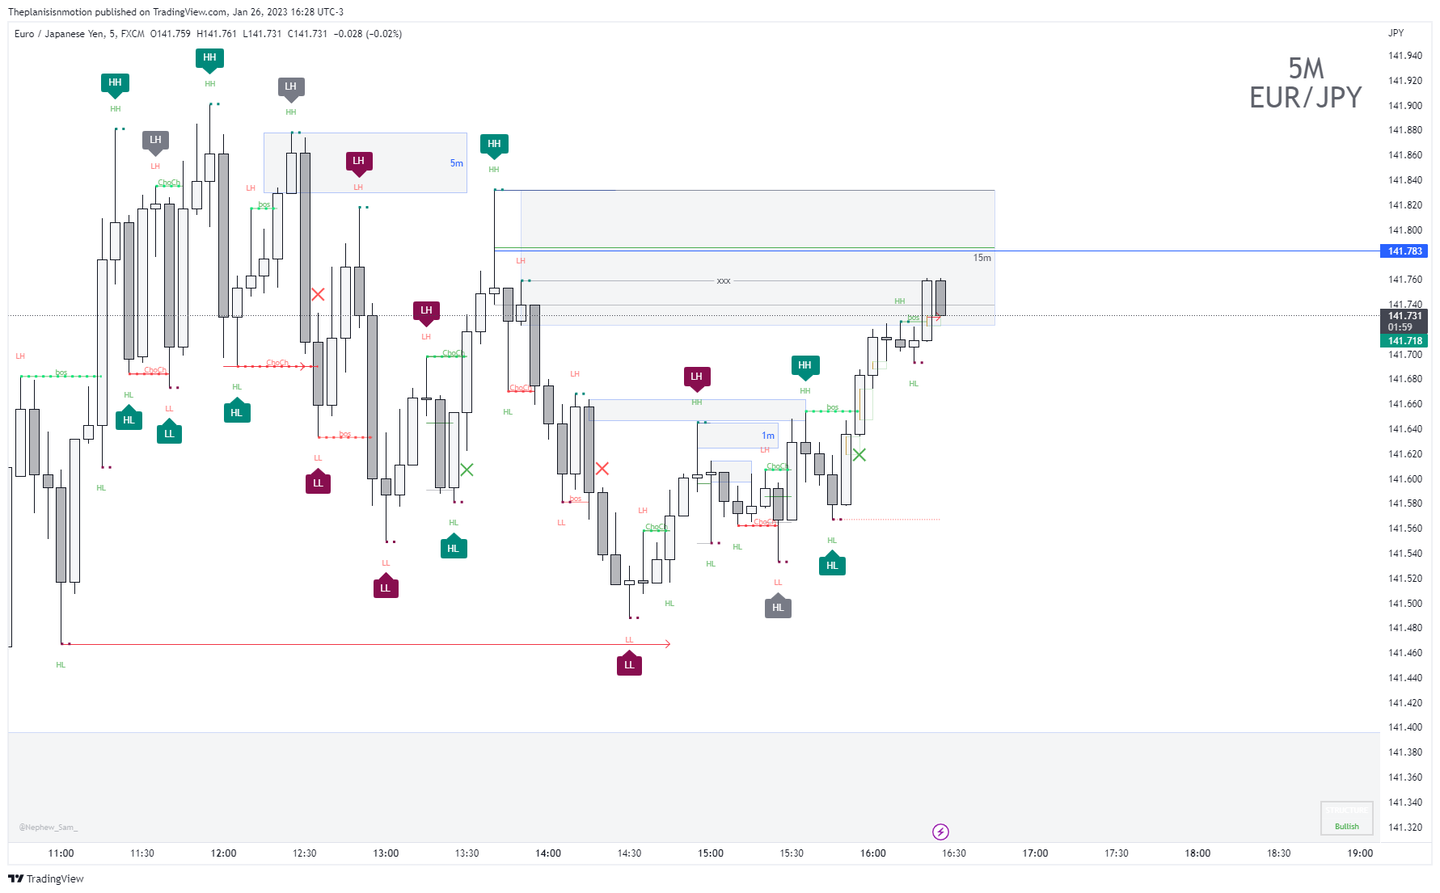 Theplanisisnmotion published on TradingView.com, Jan 26, 2023 16:28 UTC-3
Euro / Japanese Yen, 5, FXCM O141.759 H141.761 L141.731 C141.731 −0.028 (−0.02%)
JPY
5M
EUR/JPY
141.940
141.920
141.900
141.880
141.860
141.840
141.820
141.800
141.783
141.760
141.740
141.731
01:59
141.718
141.700
141.680
141.660
141.640
141.620
141.600
141.580
141.560
141.540
141.520
141.500
141.480
141.460
141.440
141.420
141.400
141.380
141.360
141.340
141.320
HH
HH
LH
HH
HH
HH
LH
LH
ChoCh
LH
bos
5m
LH
LH
HH
HH
LH
15m
xxx
LH
bos
ChoCh
HL
HL
LL
LL
HL
ChoCh
HL
HL
bos
LL
LL
LH
LH
ChoCh
LL
LL
HL
HL
ChoCh
HL
LH
bos
LL
LH
ChoCh
LL
LL
HL
LH
HH
1m
LH
HL
HL
ChoCh
ChoCh
LL
HL
HH
HH
bos
HL
HL
HH
bos
HL
HL
@Nephew_Sam_
Bullish
11:00 11:30 12:00 12:30 13:00 13:30 14:00 14:30 15:00 15:30 16:00 16:30 17:00 17:30 18:00 18:30 19:00
TradingView